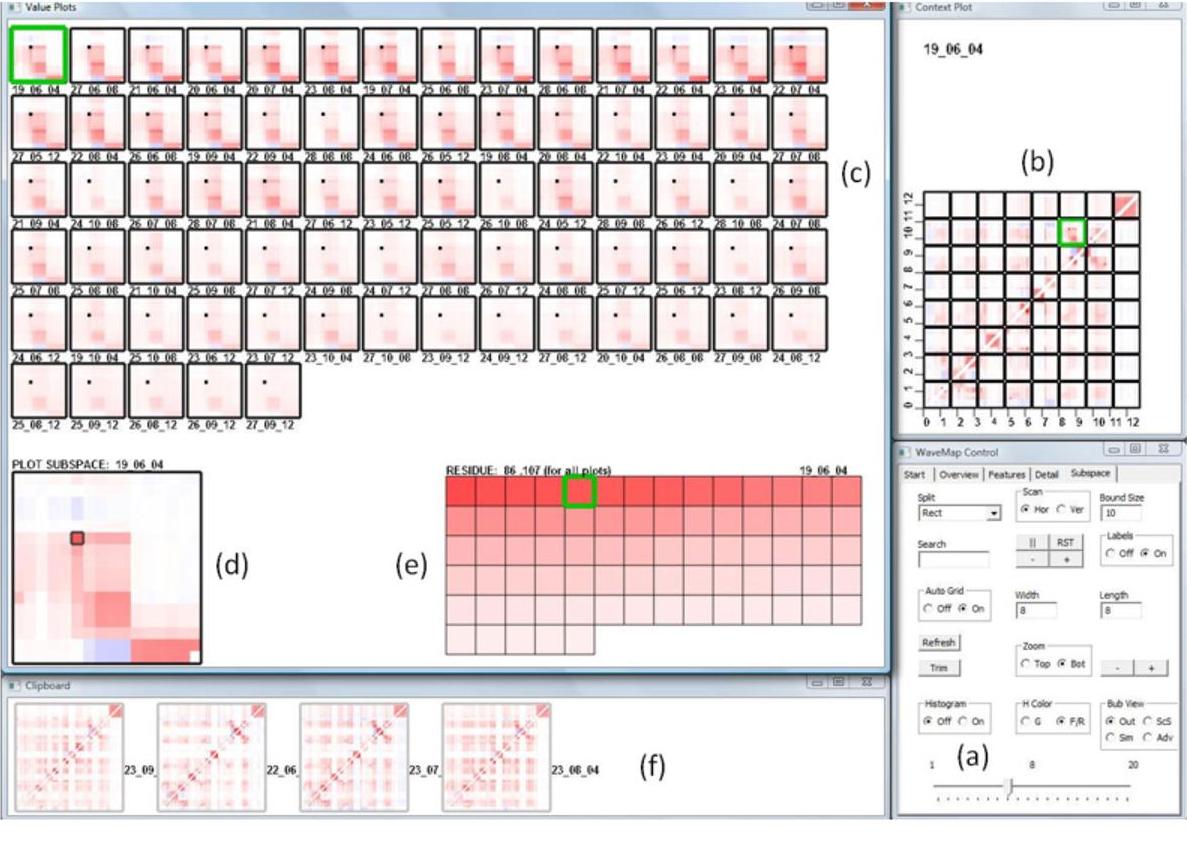 Value Plots
19_06_04 27_06_08 21_06_04 20_06_04 20_07_04 23_08_04 19_07_04 25_06_08 23_07_04 28_06_08 21_07_04 22_06_04 23_06_04 22_07_04
27_05_12 22_08_04 26_06_08 19_09_04 22_09_04 28_08_08 24_06_08 26_05_12 19_08_04 20_08_04 22_10_04 23_09_04 20_09_04 27_07_08
(c)
21_09_04 24_10_08 26_07_08 28_07_08 21_08_04 27_06_12 23_05_12 25_05_12 26_10_08 24_05_12 28_09_08 26_06_12 28_10_08 24_07_08
25_07_08 21_10_04 25_08_08 27_07_12 24_09_08 24_07_12 25_06_12 24_08_08 25_07_12 25_09_08 25_10_08 23_08_12 26_07_12 26_09_08
24_06_12 19_10_04 25_10_08 23_06_12 23_07_12 23_10_04 27_10_08 23_09_12 24_09_12 27_08_12 20_10_04 26_08_08 27_09_08 24_08_12
25_08_12 25_09_12 26_08_12 26_09_12 27_09_12
PLOT SUBSPACE: 19_06_04
(d)
RESIDUE: 86 .107 (for all plots) 19_06_04
(e)
Clipboard
23_09_
22_06_
23_07_
23_08_04
(f)
Context Plot
19_06_04
(b)
0 1 2 3 4 5 6 7 8 9 10 11 12
0 1 2 3 4 5 6 7 8 9 10 11 12
WaveMap Control
Start Overview Features Detail Subspace
Split
Rect
Scan
Hor Ver
Bound Size
10
Search
|| RST
- +
Labels
Off On
Auto Grid
Off On
Width
8
Length
8
Refresh
Trim
Zoom
Top Bot
- +
Histogram
Off On
H Color
G F/R
Bub View
Out ScS
Sim Adv
(a)
1 8 20